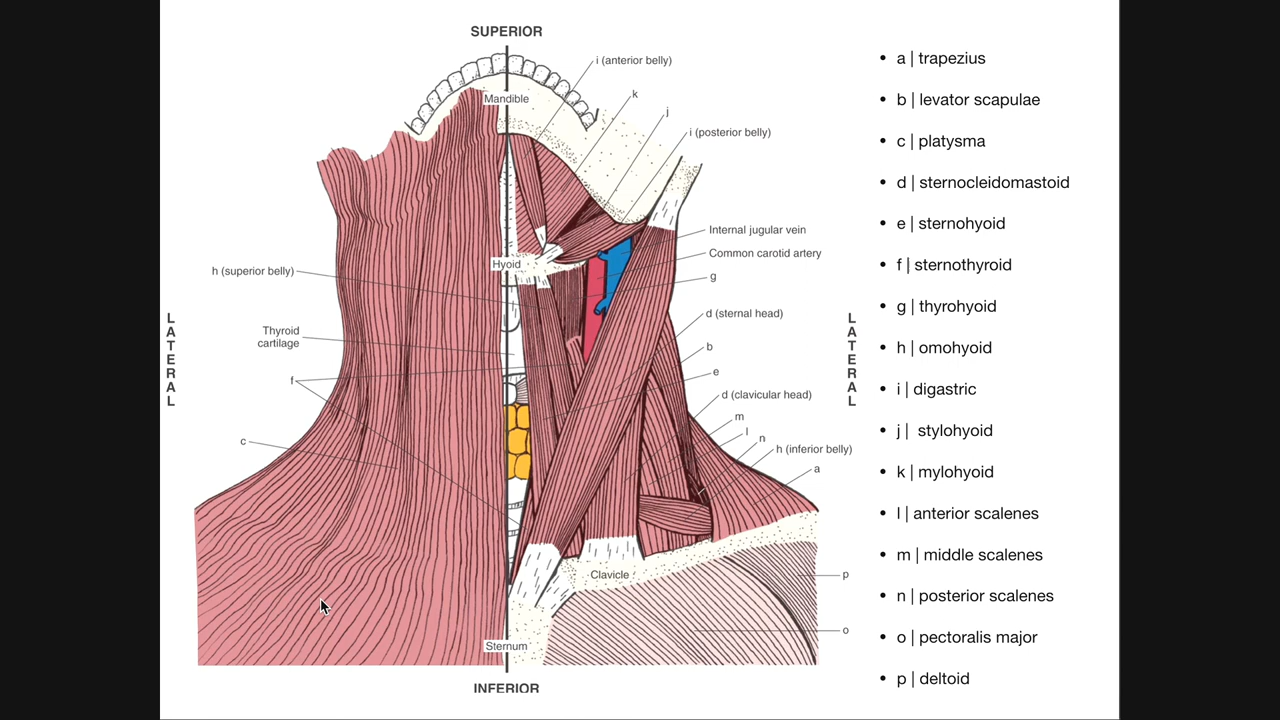 SUPERIOR
i (anterior belly)
k
Mandible
j
i (posterior belly)
Internal jugular vein
Common carotid artery
Hyoid
h (superior belly)
g
d (sternal head)
LATERAL
LATERAL
Thyroid
cartilage
b
e
f
d (clavicular head)
m
l
n
c
h (inferior belly)
a
Clavicle
p
o
Sternum
INFERIOR
• a | trapezius
• b | levator scapulae
• c | platysma
• d | sternocleidomastoid
• e | sternohyoid
• f | sternothyroid
• g | thyrohyoid
• h | omohyoid
• i | digastric
• j | stylohyoid
• k | mylohyoid
• l | anterior scalenes
• m | middle scalenes
• n | posterior scalenes
• o | pectoralis major
• p | deltoid